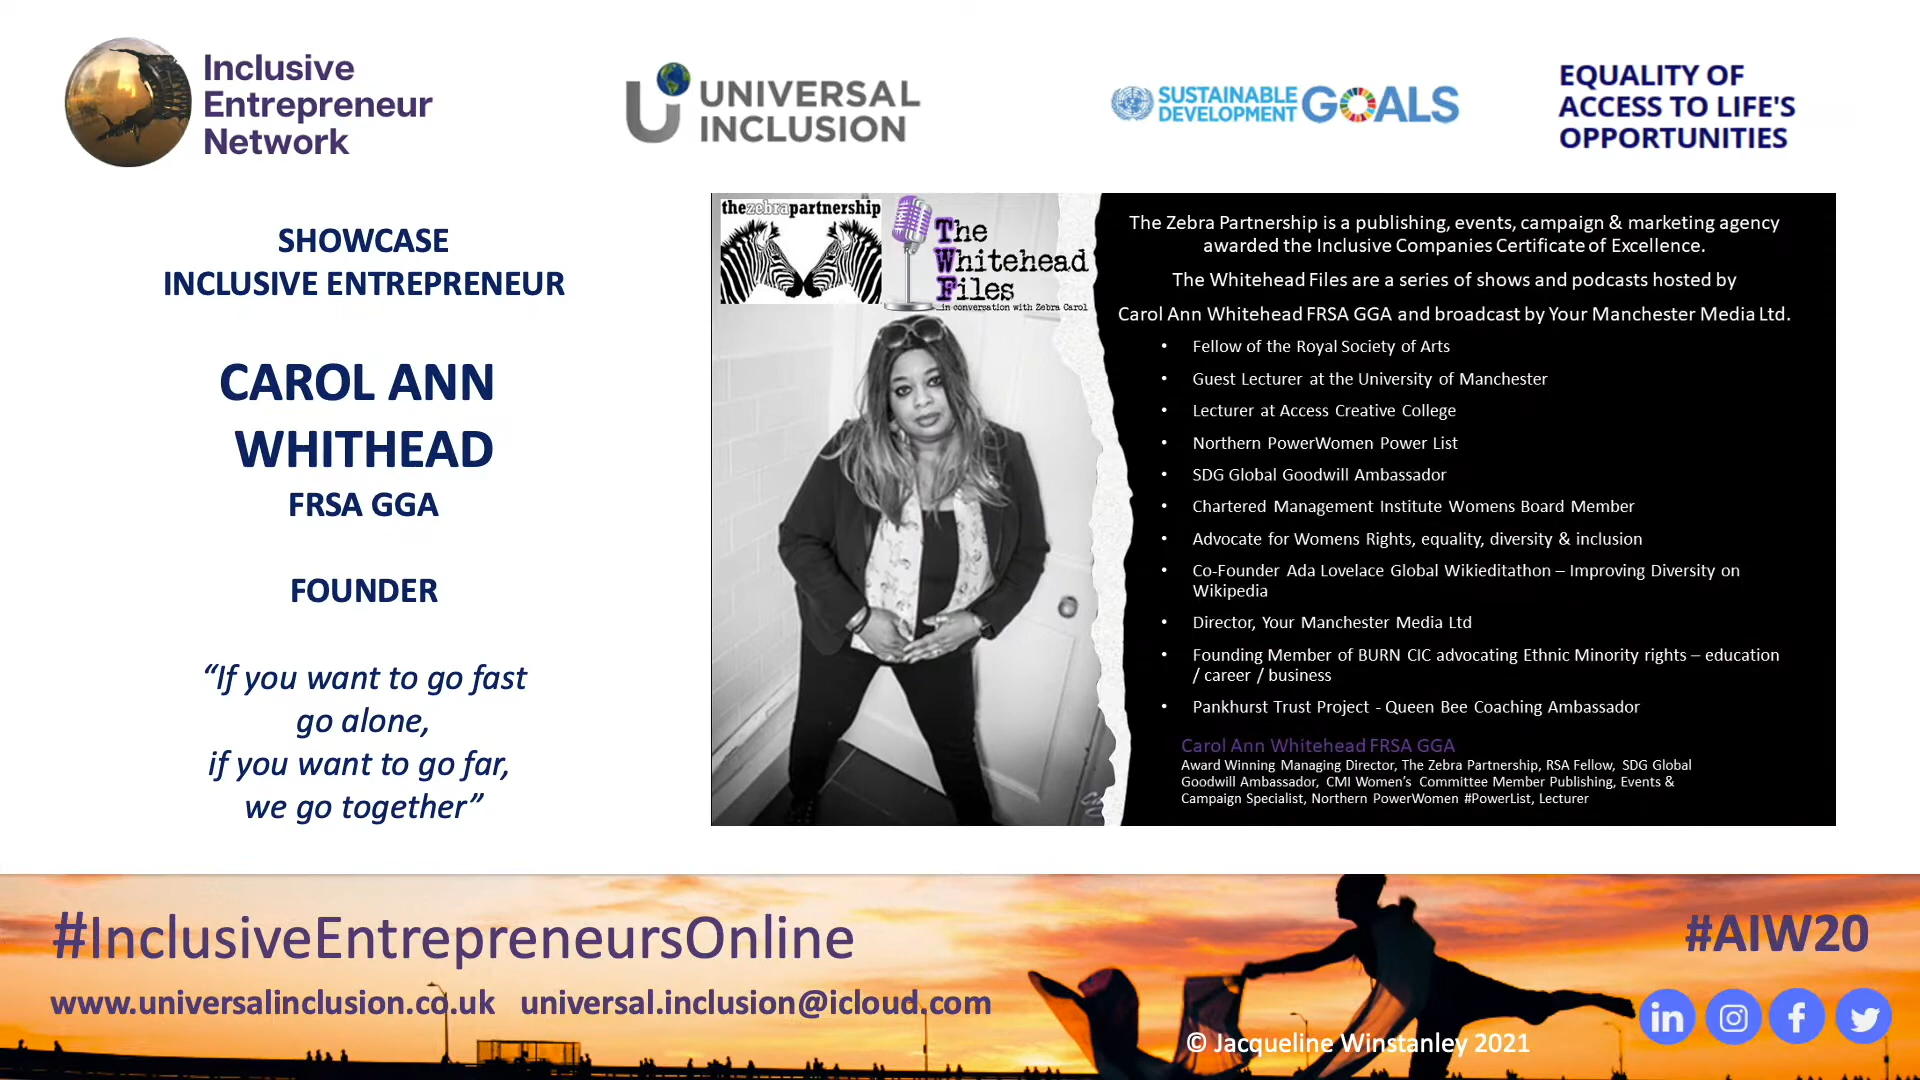 Inclusive
Entrepreneur
Network
UNIVERSAL
INCLUSION
SUSTAINABLE
DEVELOPMENT
GOALS
EQUALITY OF
ACCESS TO LIFE'S
OPPORTUNITIES
SHOWCASE
INCLUSIVE ENTREPRENEUR
CAROL ANN
WHITHEAD
FRSA GGA
FOUNDER
“If you want to go fast
go alone,
if you want to go far,
we go together”
thezebrapartnership
The
Whitehead
Files
...in conversation with Zebra Carol
The Zebra Partnership is a publishing, events, campaign & marketing agency
awarded the Inclusive Companies Certificate of Excellence.
The Whitehead Files are a series of shows and podcasts hosted by
Carol Ann Whitehead FRSA GGA and broadcast by Your Manchester Media Ltd.
• Fellow of the Royal Society of Arts
• Guest Lecturer at the University of Manchester
• Lecturer at Access Creative College
• Northern PowerWomen Power List
• SDG Global Goodwill Ambassador
• Chartered Management Institute Womens Board Member
• Advocate for Womens Rights, equality, diversity & inclusion
• Co-Founder Ada Lovelace Global Wikieditathon – Improving Diversity on
Wikipedia
• Director, Your Manchester Media Ltd
• Founding Member of BURN CIC advocating Ethnic Minority rights – education
/ career / business
• Pankhurst Trust Project - Queen Bee Coaching Ambassador
Carol Ann Whitehead FRSA GGA
Award Winning Managing Director, The Zebra Partnership, RSA Fellow, SDG Global
Goodwill Ambassador, CMI Women’s Committee Member Publishing, Events &
Campaign Specialist, Northern PowerWomen #PowerList, Lecturer
#InclusiveEntrepreneursOnline
#AIW20
www.universalinclusion.co.uk universal.inclusion@icloud.com
© Jacqueline Winstanley 2021